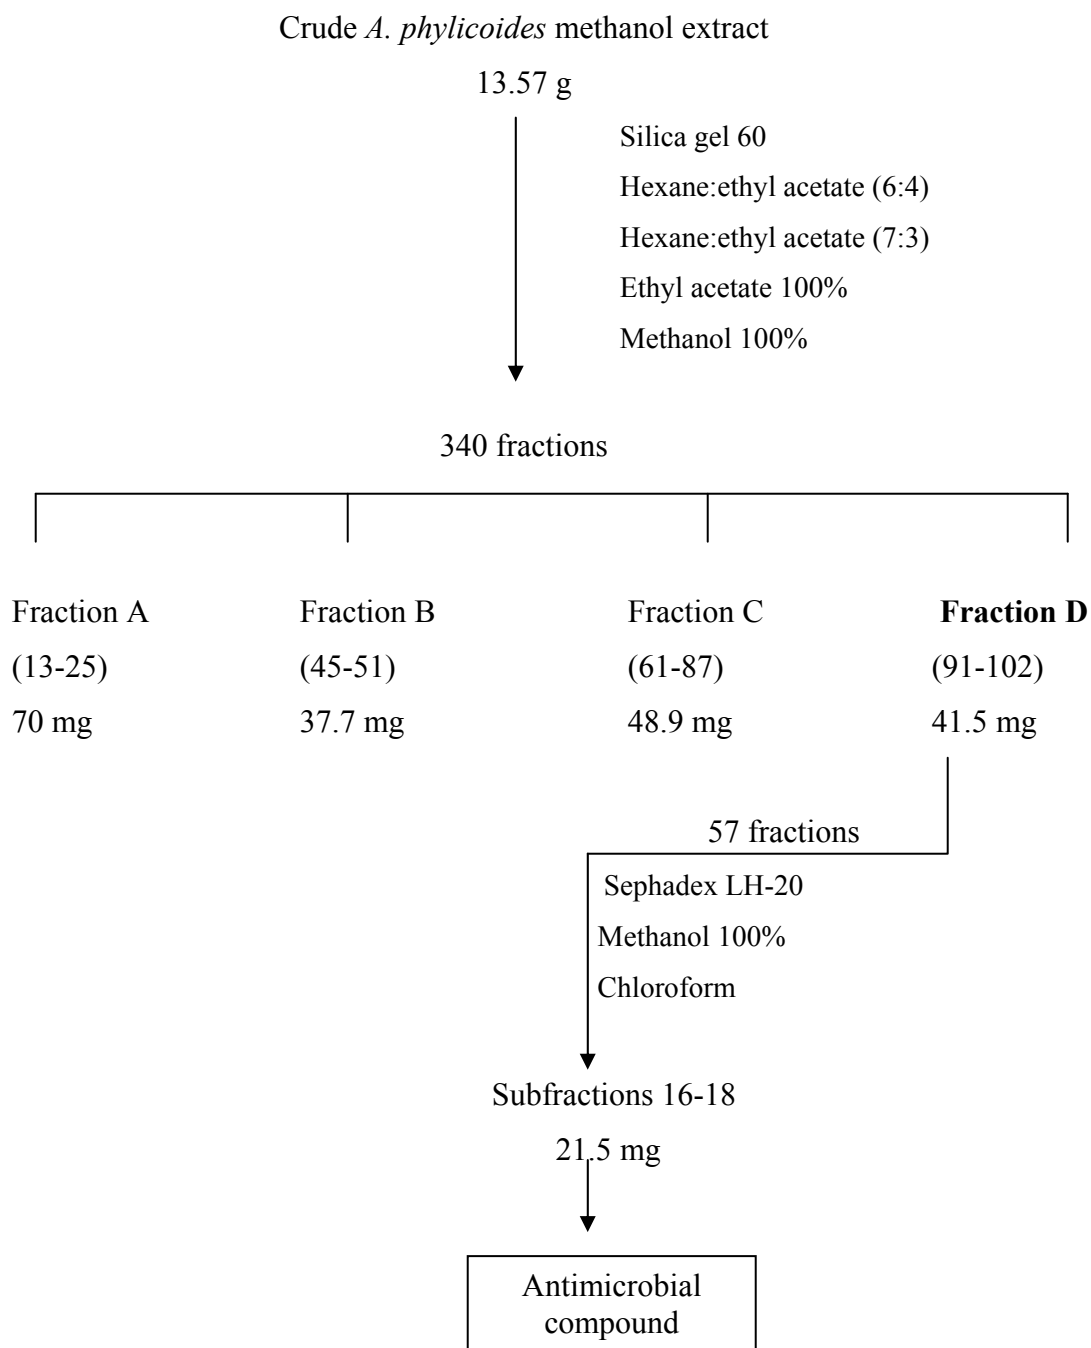 Crude A. phylicoides methanol extract
13.57 g
Silica gel 60
Hexane:ethyl acetate (6:4)
Hexane:ethyl acetate (7:3)
Ethyl acetate 100%
Methanol 100%
340 fractions
Fraction A
(13-25)
70 mg
Fraction B
(45-51)
37.7 mg
Fraction C
(61-87)
48.9 mg
Fraction D
(91-102)
41.5 mg
57 fractions
Sephadex LH-20
Methanol 100%
Chloroform
Subfractions 16-18
21.5 mg
Antimicrobial
compound